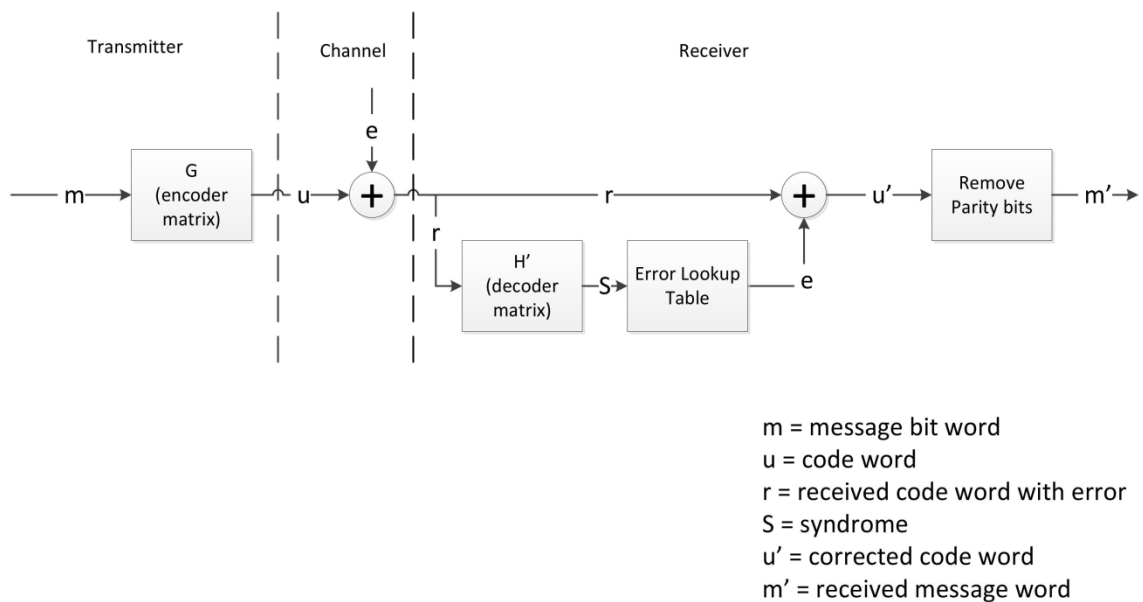 Transmitter
Channel
Receiver
e
m
G
(encoder
matrix)
u
+
r
+
u'
Remove
Parity bits
m'
r
H'
(decoder
matrix)
S
Error Lookup
Table
e
m = message bit word
u = code word
r = received code word with error
S = syndrome
u' = corrected code word
m' = received message word